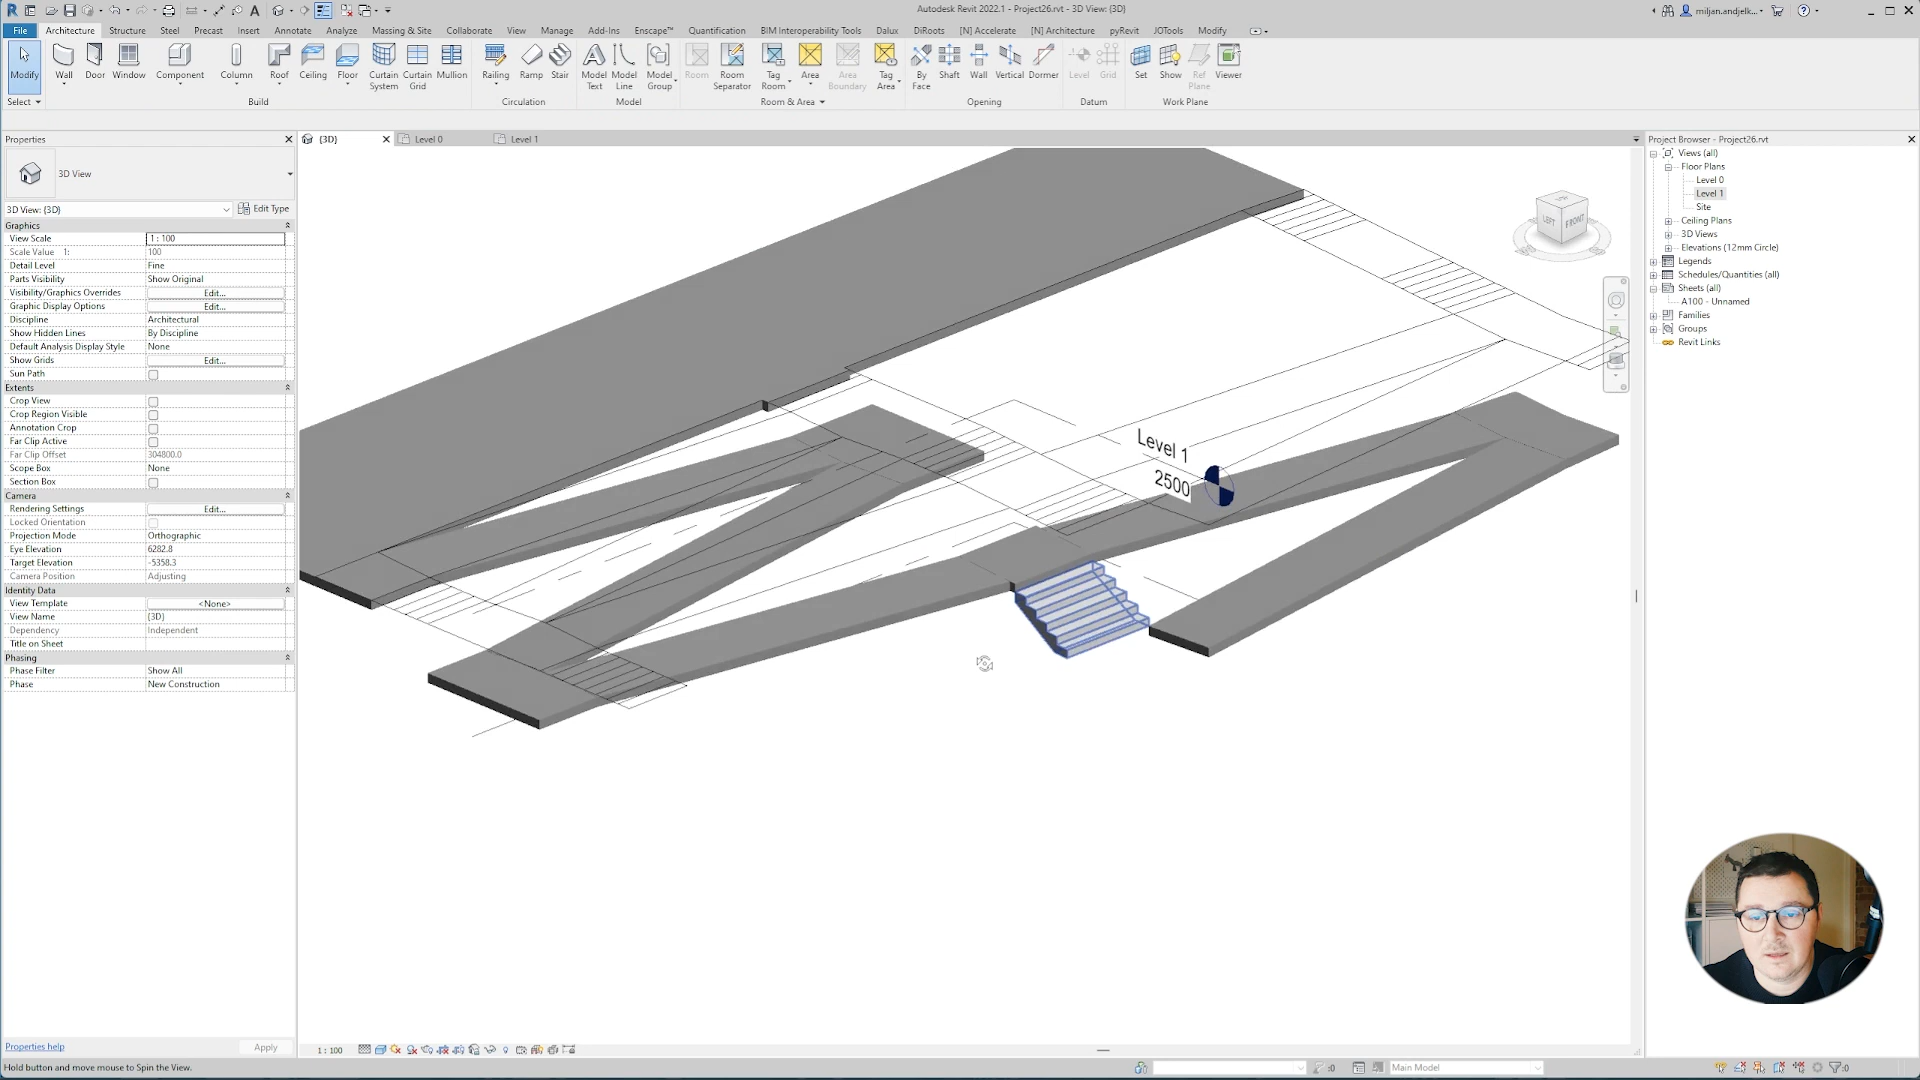 Autodesk Revit 2022.1 - Project26.rvt - 3D View: {3D}
miljan.andjelk...
File Architecture Structure Steel Precast Insert Annotate Analyze Massing & Site Collaborate View Manage Add-Ins Enscape™ Quantification BIM Interoperability Tools Dalux DiRoots [N] Accelerate [N] Architecture pyRevit JOTools Modify
Modify Wall Door Window Component Column Roof Ceiling Floor Curtain System Curtain Grid Mullion Railing Ramp Stair Model Text Model Line Model Group Room Room Separator Tag Room Area Area Boundary Tag Area By Face Shaft Wall Vertical Dormer Level Grid Set Show Ref Plane Viewer
Select Build Circulation Model Room & Area Opening Datum Work Plane
Properties
{3D} Level 0 Level 1
Project Browser - Project26.rvt
3D View
3D View: {3D} Edit Type
Graphics
View Scale 1 : 100
Scale Value 1: 100
Detail Level Fine
Parts Visibility Show Original
Visibility/Graphics Overrides Edit...
Graphic Display Options Edit...
Discipline Architectural
Show Hidden Lines By Discipline
Default Analysis Display Style None
Show Grids Edit...
Sun Path
Extents
Crop View
Crop Region Visible
Annotation Crop
Far Clip Active
Far Clip Offset 304800.0
Scope Box None
Section Box
Camera
Rendering Settings Edit...
Locked Orientation
Projection Mode Orthographic
Eye Elevation 6282.8
Target Elevation -5358.3
Camera Position Adjusting
Identity Data
View Template <None>
View Name {3D}
Dependency Independent
Title on Sheet
Phasing
Phase Filter Show All
Phase New Construction
Properties help Apply
Level 1
2500
LEFT FRONT
Views (all)
Floor Plans
Level 0
Level 1
Site
Ceiling Plans
3D Views
Elevations (12mm Circle)
Legends
Schedules/Quantities (all)
Sheets (all)
A100 - Unnamed
Families
Groups
Revit Links
1 : 100
Hold button and move mouse to Spin the View.
:0
Main Model
:0